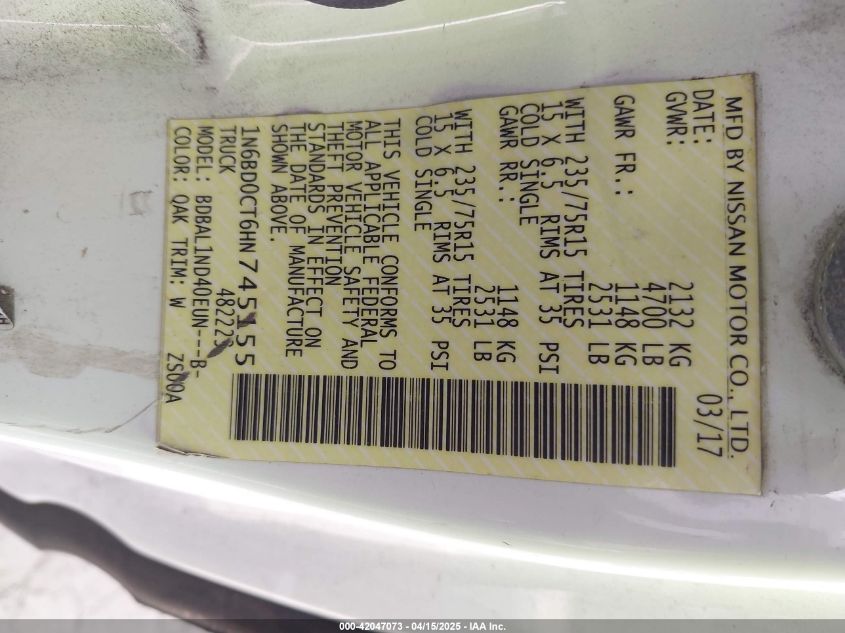 MFD BY NISSAN MOTOR CO., LTD.
DATE: 03/17
GVWR: 2132 KG
4700 LB
GAWR FR.: 1148 KG
2531 LB
WITH 235/75R15 TIRES
15 X 6.5 RIMS AT 35 PSI
COLD SINGLE
GAWR RR.: 1148 KG
2531 LB
WITH 235/75R15 TIRES
15 X 6.5 RIMS AT 35 PSI
COLD SINGLE
THIS VEHICLE CONFORMS TO
ALL APPLICABLE FEDERAL
MOTOR VEHICLE SAFETY AND
THEFT PREVENTION
STANDARDS IN EFFECT ON
THE DATE OF MANUFACTURE
SHOWN ABOVE.
1N6BD0CT6HN745155
TRUCK 482223
MODEL: BDBAL1ND40EUN---B-
COLOR: QAK TRIM: W ZS00A
000-42047073 - 04/15/2025 - IAA Inc.